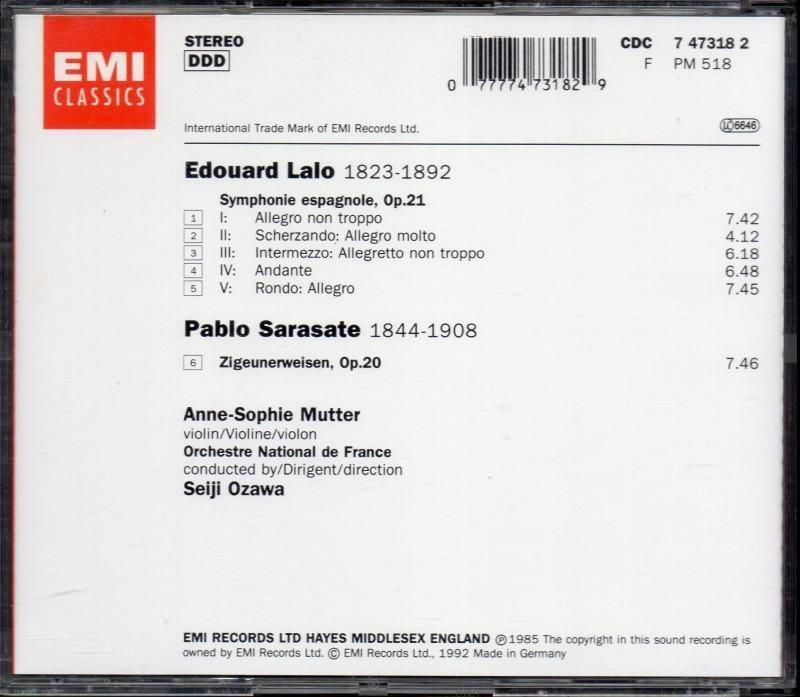 EMI
CLASSICS
STEREO
DDD
0 77774 73182 9
CDC 7 47318 2
F PM 518
International Trade Mark of EMI Records Ltd.
LC 6646
Edouard Lalo 1823-1892
Symphonie espagnole, Op.21
1 I: Allegro non troppo 7.42
2 II: Scherzando: Allegro molto 4.12
3 III: Intermezzo: Allegretto non troppo 6.18
4 IV: Andante 6.48
5 V: Rondo: Allegro 7.45
Pablo Sarasate 1844-1908
6 Zigeunerweisen, Op.20 7.46
Anne-Sophie Mutter
violin/Violine/violon
Orchestre National de France
conducted by/Dirigent/direction
Seiji Ozawa
EMI RECORDS LTD HAYES MIDDLESEX ENGLAND ℗1985 The copyright in this sound recording is
owned by EMI Records Ltd. © EMI Records Ltd., 1992 Made in Germany